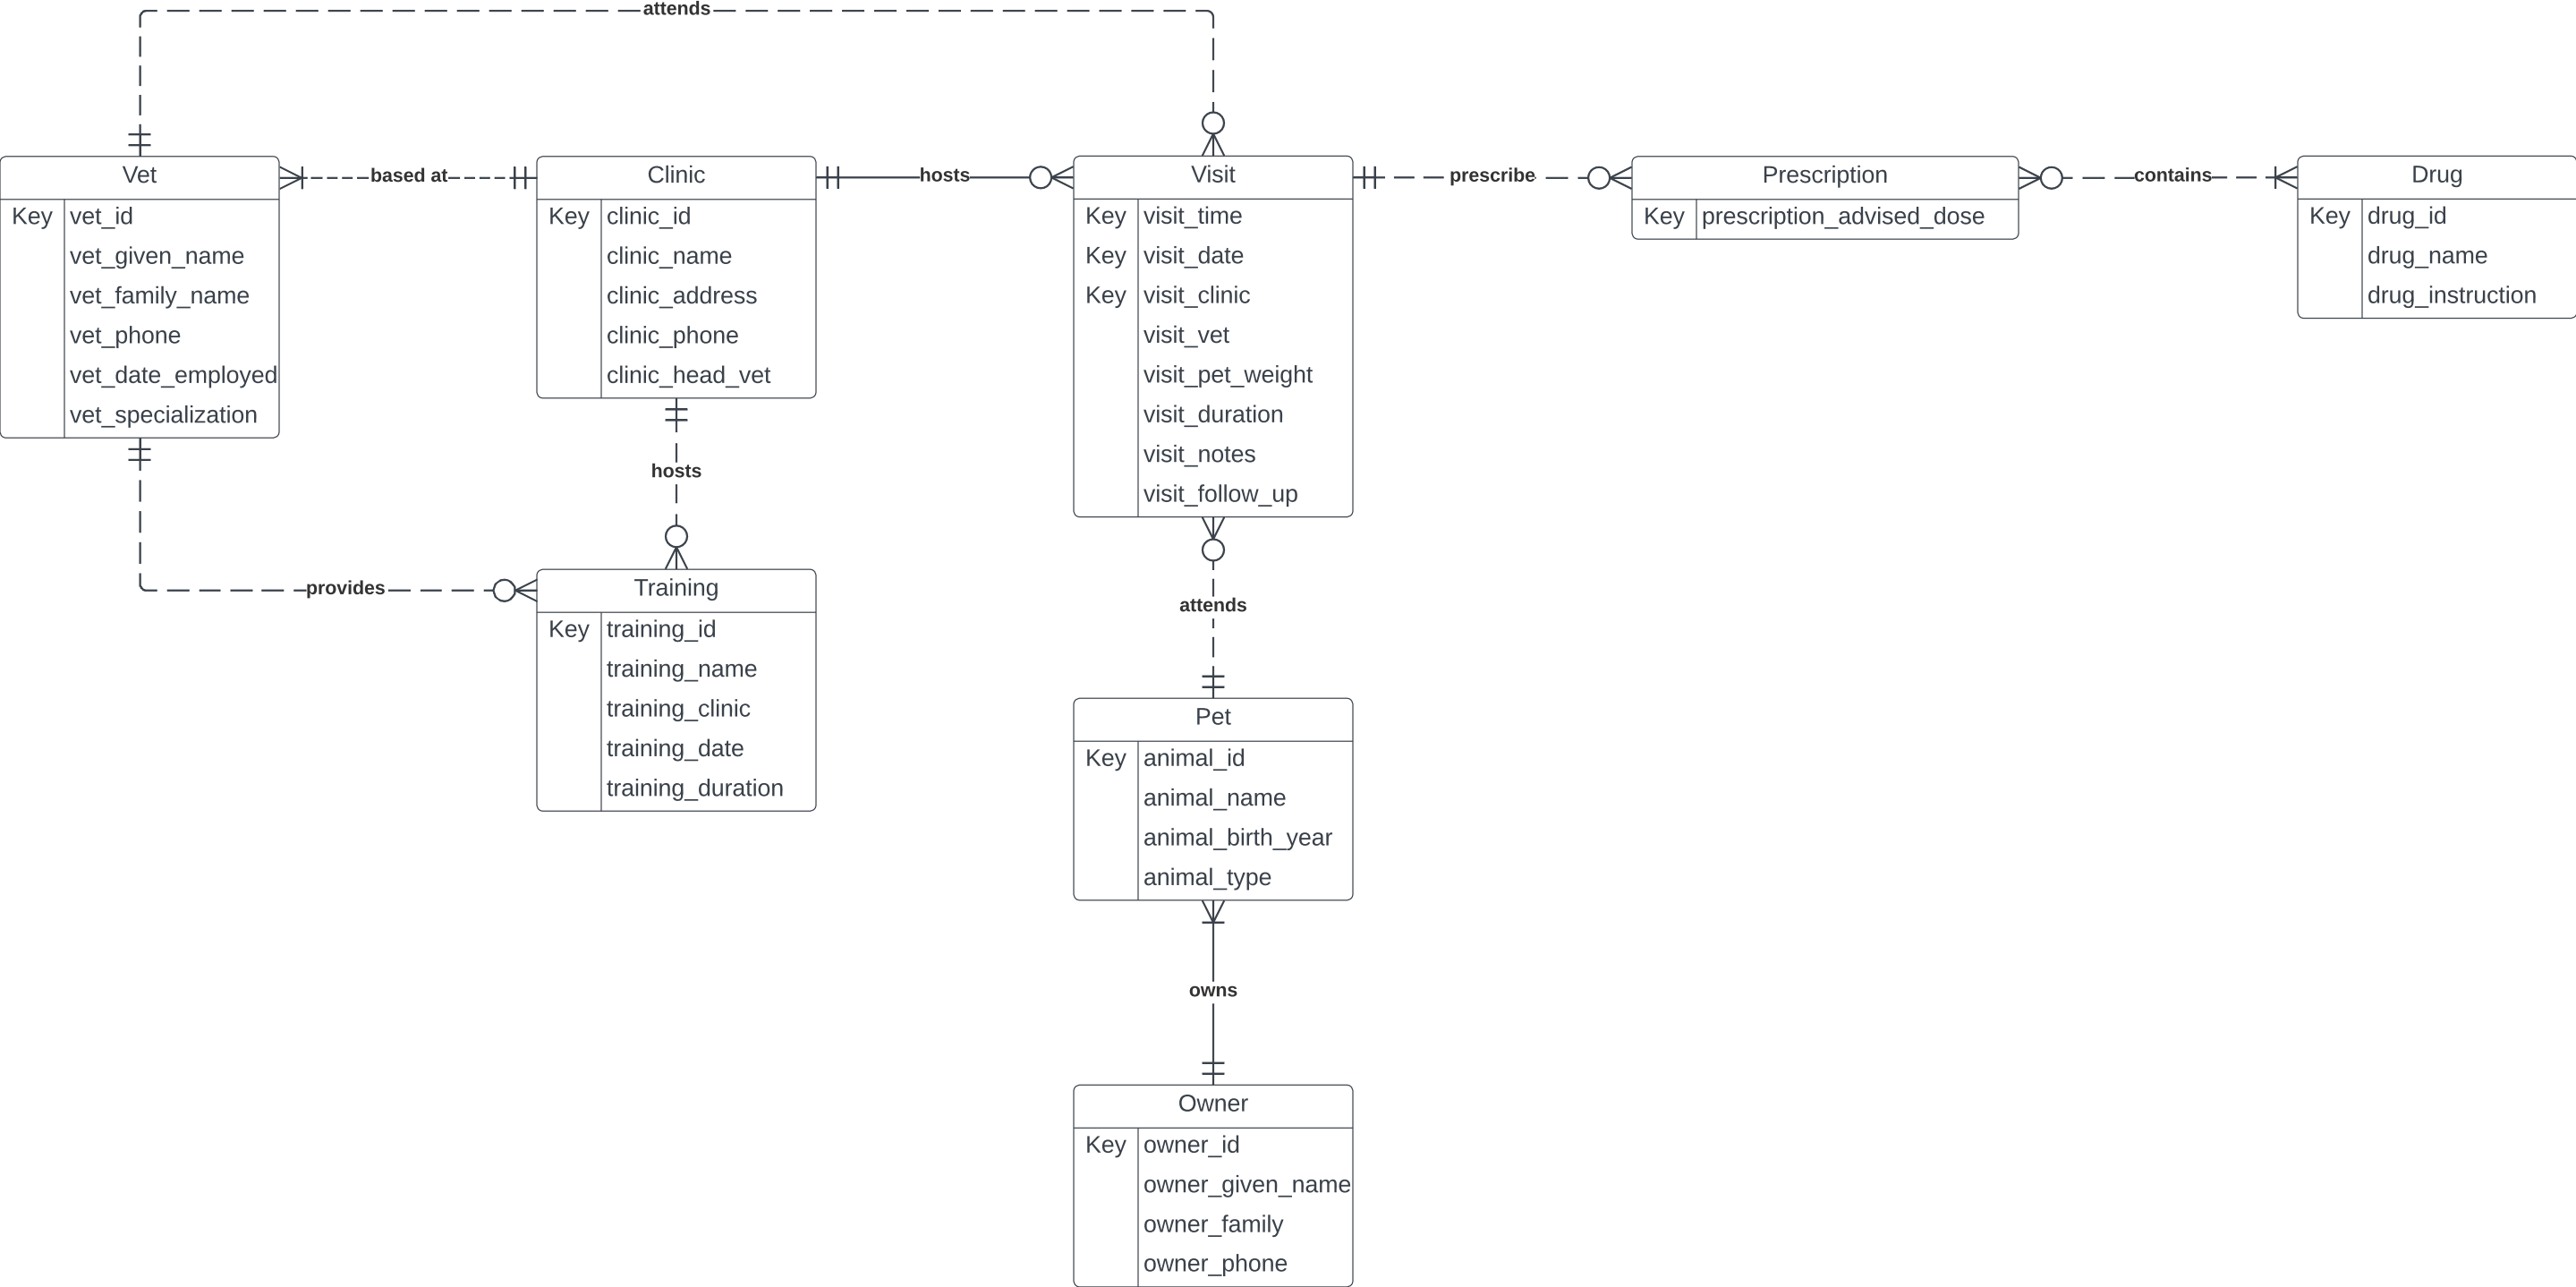 attends
Vet
Key vet_id
vet_given_name
vet_family_name
vet_phone
vet_date_employed
vet_specialization
based at
Clinic
Key clinic_id
clinic_name
clinic_address
clinic_phone
clinic_head_vet
hosts
Visit
Key visit_time
Key visit_date
Key visit_clinic
visit_vet
visit_pet_weight
visit_duration
visit_notes
visit_follow_up
prescribe
Prescription
Key prescription_advised_dose
contains
Drug
Key drug_id
drug_name
drug_instruction
hosts
provides
Training
Key training_id
training_name
training_clinic
training_date
training_duration
attends
Pet
Key animal_id
animal_name
animal_birth_year
animal_type
owns
Owner
Key owner_id
owner_given_name
owner_family
owner_phone